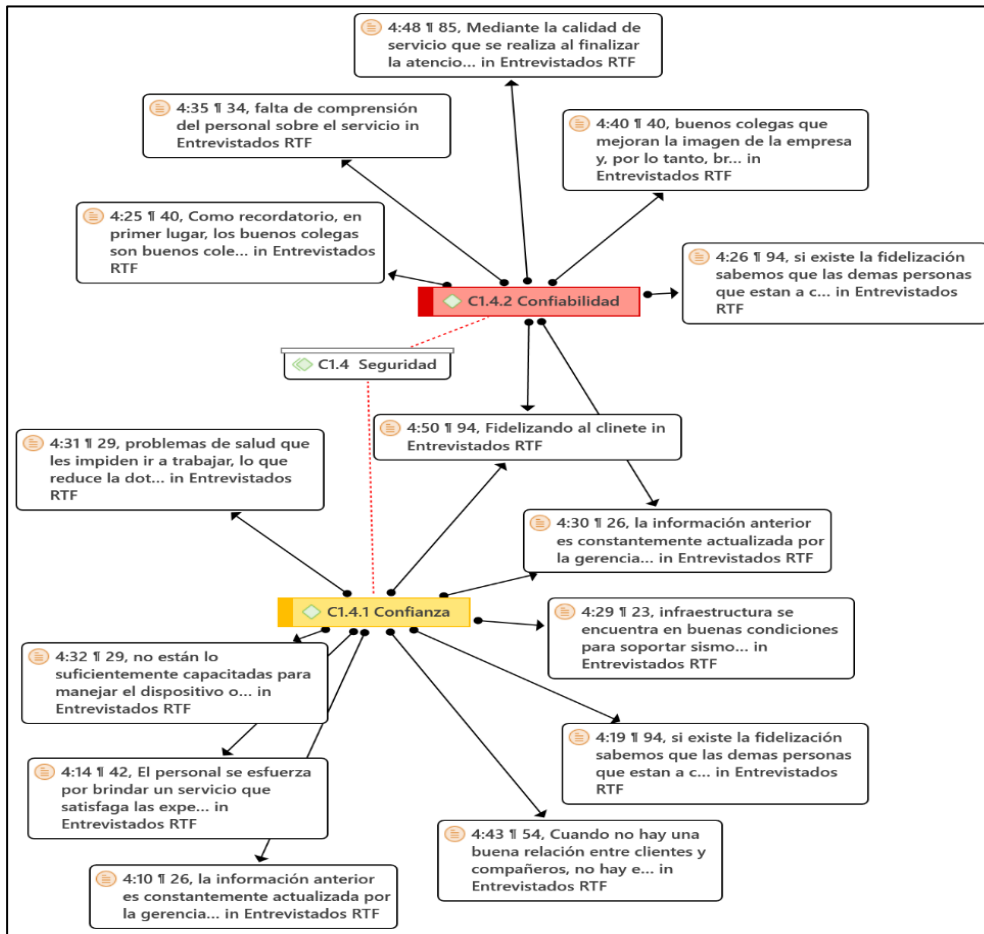 4:48 ¶ 85, Mediante la calidad de
servicio que se realiza al finalizar
la atencio... in Entrevistados RTF
4:35 ¶ 34, falta de comprensión
del personal sobre el servicio in
Entrevistados RTF
4:40 ¶ 40, buenos colegas que
mejoran la imagen de la empresa
y, por lo tanto, br... in
Entrevistados RTF
4:25 ¶ 40, Como recordatorio, en
primer lugar, los buenos colegas
son buenos cole... in Entrevistados
RTF
4:26 ¶ 94, si existe la fidelización
sabemos que las demas personas
que estan a c... in Entrevistados
RTF
C1.4.2 Confiabilidad
C1.4 Seguridad
4:50 ¶ 94, Fidelizando al clinete in
Entrevistados RTF
4:31 ¶ 29, problemas de salud que
les impiden ir a trabajar, lo que
reduce la dot... in Entrevistados
RTF
4:30 ¶ 26, la información anterior
es constantemente actualizada por
la gerencia... in Entrevistados RTF
C1.4.1 Confianza
4:29 ¶ 23, infraestructura se
encuentra en buenas condiciones
para soportar sismo... in
Entrevistados RTF
4:32 ¶ 29, no están lo
suficientemente capacitadas para
manejar el dispositivo o... in
Entrevistados RTF
4:19 ¶ 94, si existe la fidelización
sabemos que las demas personas
que estan a c... in Entrevistados
RTF
4:14 ¶ 42, El personal se esfuerza
por brindar un servicio que
satisfaga las expe... in
Entrevistados RTF
4:43 ¶ 54, Cuando no hay una
buena relación entre clientes y
compañeros, no hay e... in
Entrevistados RTF
4:10 ¶ 26, la información anterior
es constantemente actualizada por
la gerencia... in Entrevistados RTF